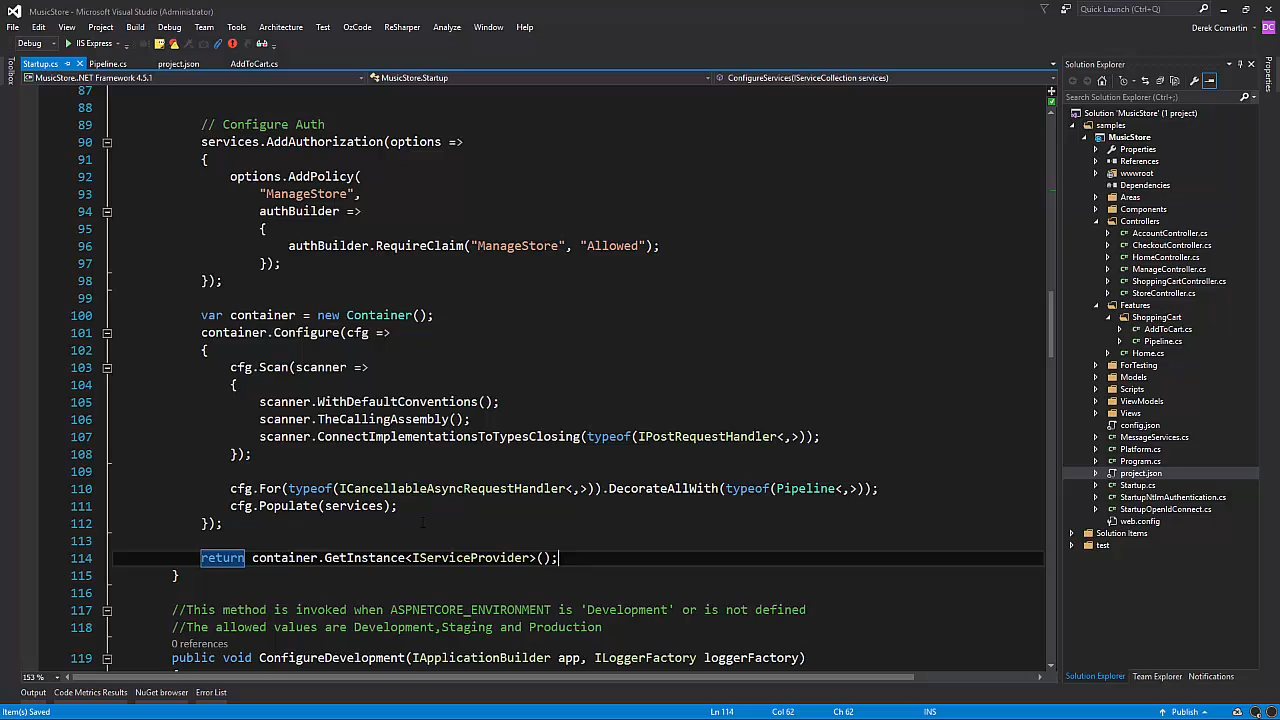 MusicStore - Microsoft Visual Studio (Administrator)
Quick Launch (Ctrl+Q)
File Edit View Project Build Debug Team Tools Architecture Test OzCode ReSharper Analyze Window Help
Derek Comartin DC
Debug IIS Express
Startup.cs Pipeline.cs project.json AddToCart.cs
MusicStore..NET Framework 4.5.1 MusicStore.Startup ConfigureServices(IServiceCollection services)
Toolbox
87
88
89 // Configure Auth
90 services.AddAuthorization(options =>
91 {
92 options.AddPolicy(
93 "ManageStore",
94 authBuilder =>
95 {
96 authBuilder.RequireClaim("ManageStore", "Allowed");
97 });
98 });
99
100 var container = new Container();
101 container.Configure(cfg =>
102 {
103 cfg.Scan(scanner =>
104 {
105 scanner.WithDefaultConventions();
106 scanner.TheCallingAssembly();
107 scanner.ConnectImplementationsToTypesClosing(typeof(IPostRequestHandler<,>));
108 });
109
110 cfg.For(typeof(ICancellableAsyncRequestHandler<,>)).DecorateAllWith(typeof(Pipeline<,>));
111 cfg.Populate(services);
112 });
113
114 return container.GetInstance<IServiceProvider>();
115 }
116
117 //This method is invoked when ASPNETCORE_ENVIRONMENT is 'Development' or is not defined
118 //The allowed values are Development,Staging and Production
0 references
119 public void ConfigureDevelopment(IApplicationBuilder app, ILoggerFactory loggerFactory)
153 %
Solution Explorer
Search Solution Explorer (Ctrl+;)
Solution 'MusicStore' (1 project)
samples
MusicStore
Properties
References
wwwroot
Dependencies
Areas
Components
Controllers
AccountController.cs
CheckoutController.cs
HomeController.cs
ManageController.cs
ShoppingCartController.cs
StoreController.cs
Features
ShoppingCart
AddToCart.cs
Pipeline.cs
Home.cs
ForTesting
Models
Scripts
ViewModels
Views
config.json
MessageServices.cs
Platform.cs
Program.cs
project.json
Startup.cs
StartupNtlmAuthentication.cs
StartupOpenIdConnect.cs
web.config
Solution Items
test
Properties
Solution Explorer Team Explorer Notifications
Output Code Metrics Results NuGet browser Error List
Item(s) Saved Ln 114 Col 62 Ch 62 INS Publish